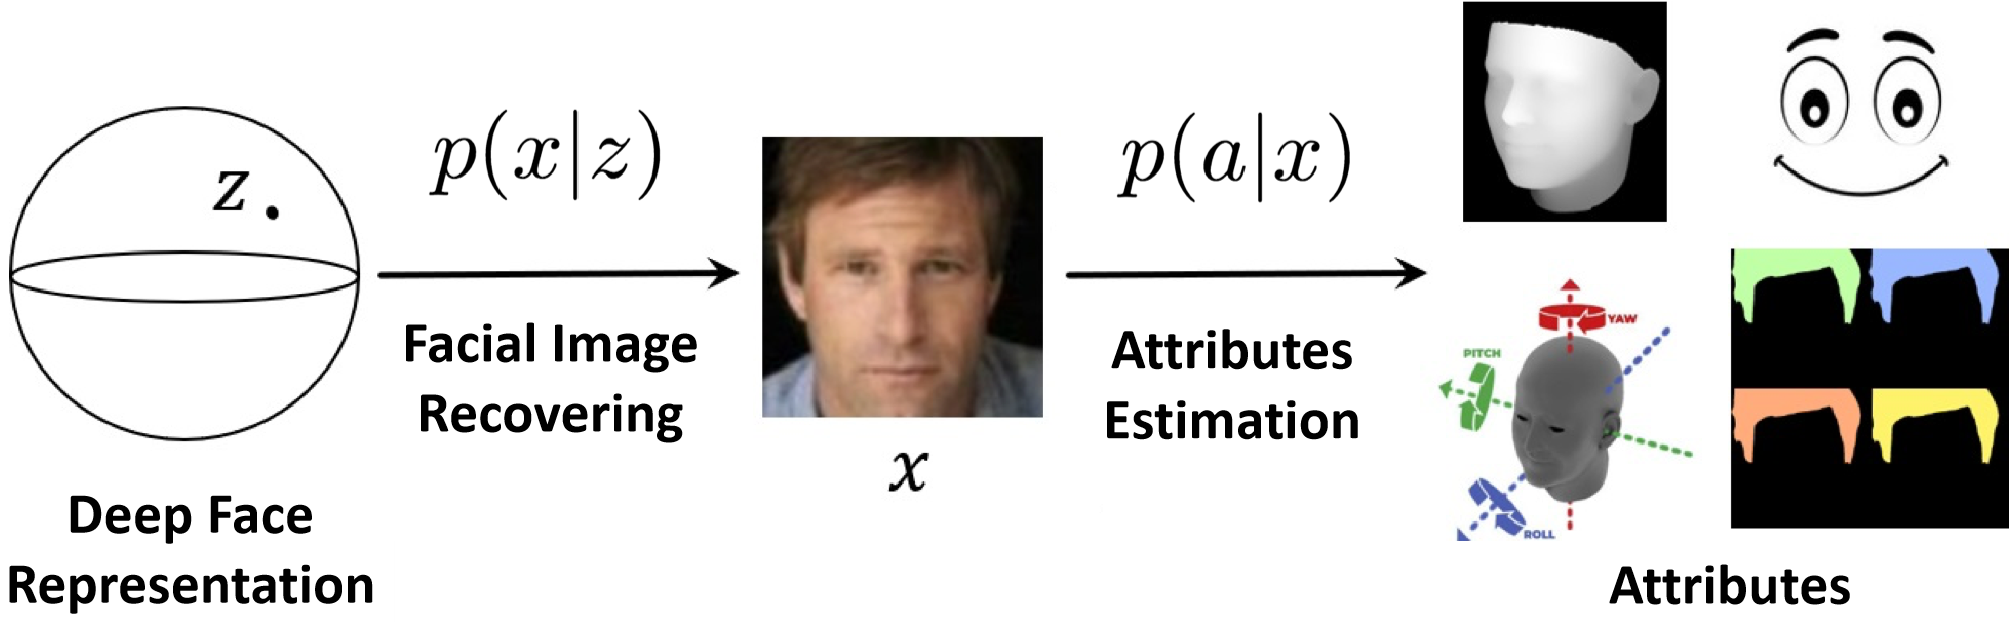 z
p(x|z)
Facial Image
Recovering
x
p(a|x)
Attributes
Estimation
YAW
PITCH
ROLL
Deep Face
Representation
Attributes